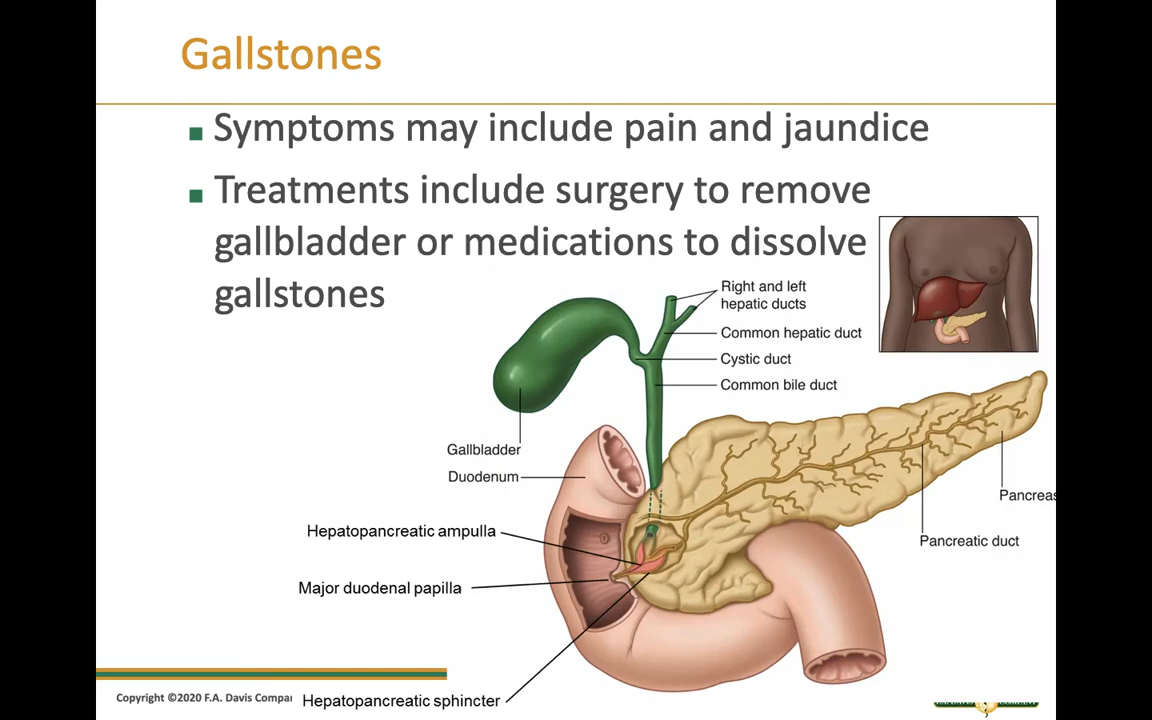 Gallstones
Symptoms may include pain and jaundice
Treatments include surgery to remove
gallbladder or medications to dissolve
gallstones
Right and left
hepatic ducts
Common hepatic duct
Cystic duct
Common bile duct
Gallbladder
Duodenum
Pancreas
Hepatopancreatic ampulla
Pancreatic duct
Major duodenal papilla
Copyright ©2020 F.A. Davis Compar
Hepatopancreatic sphincter